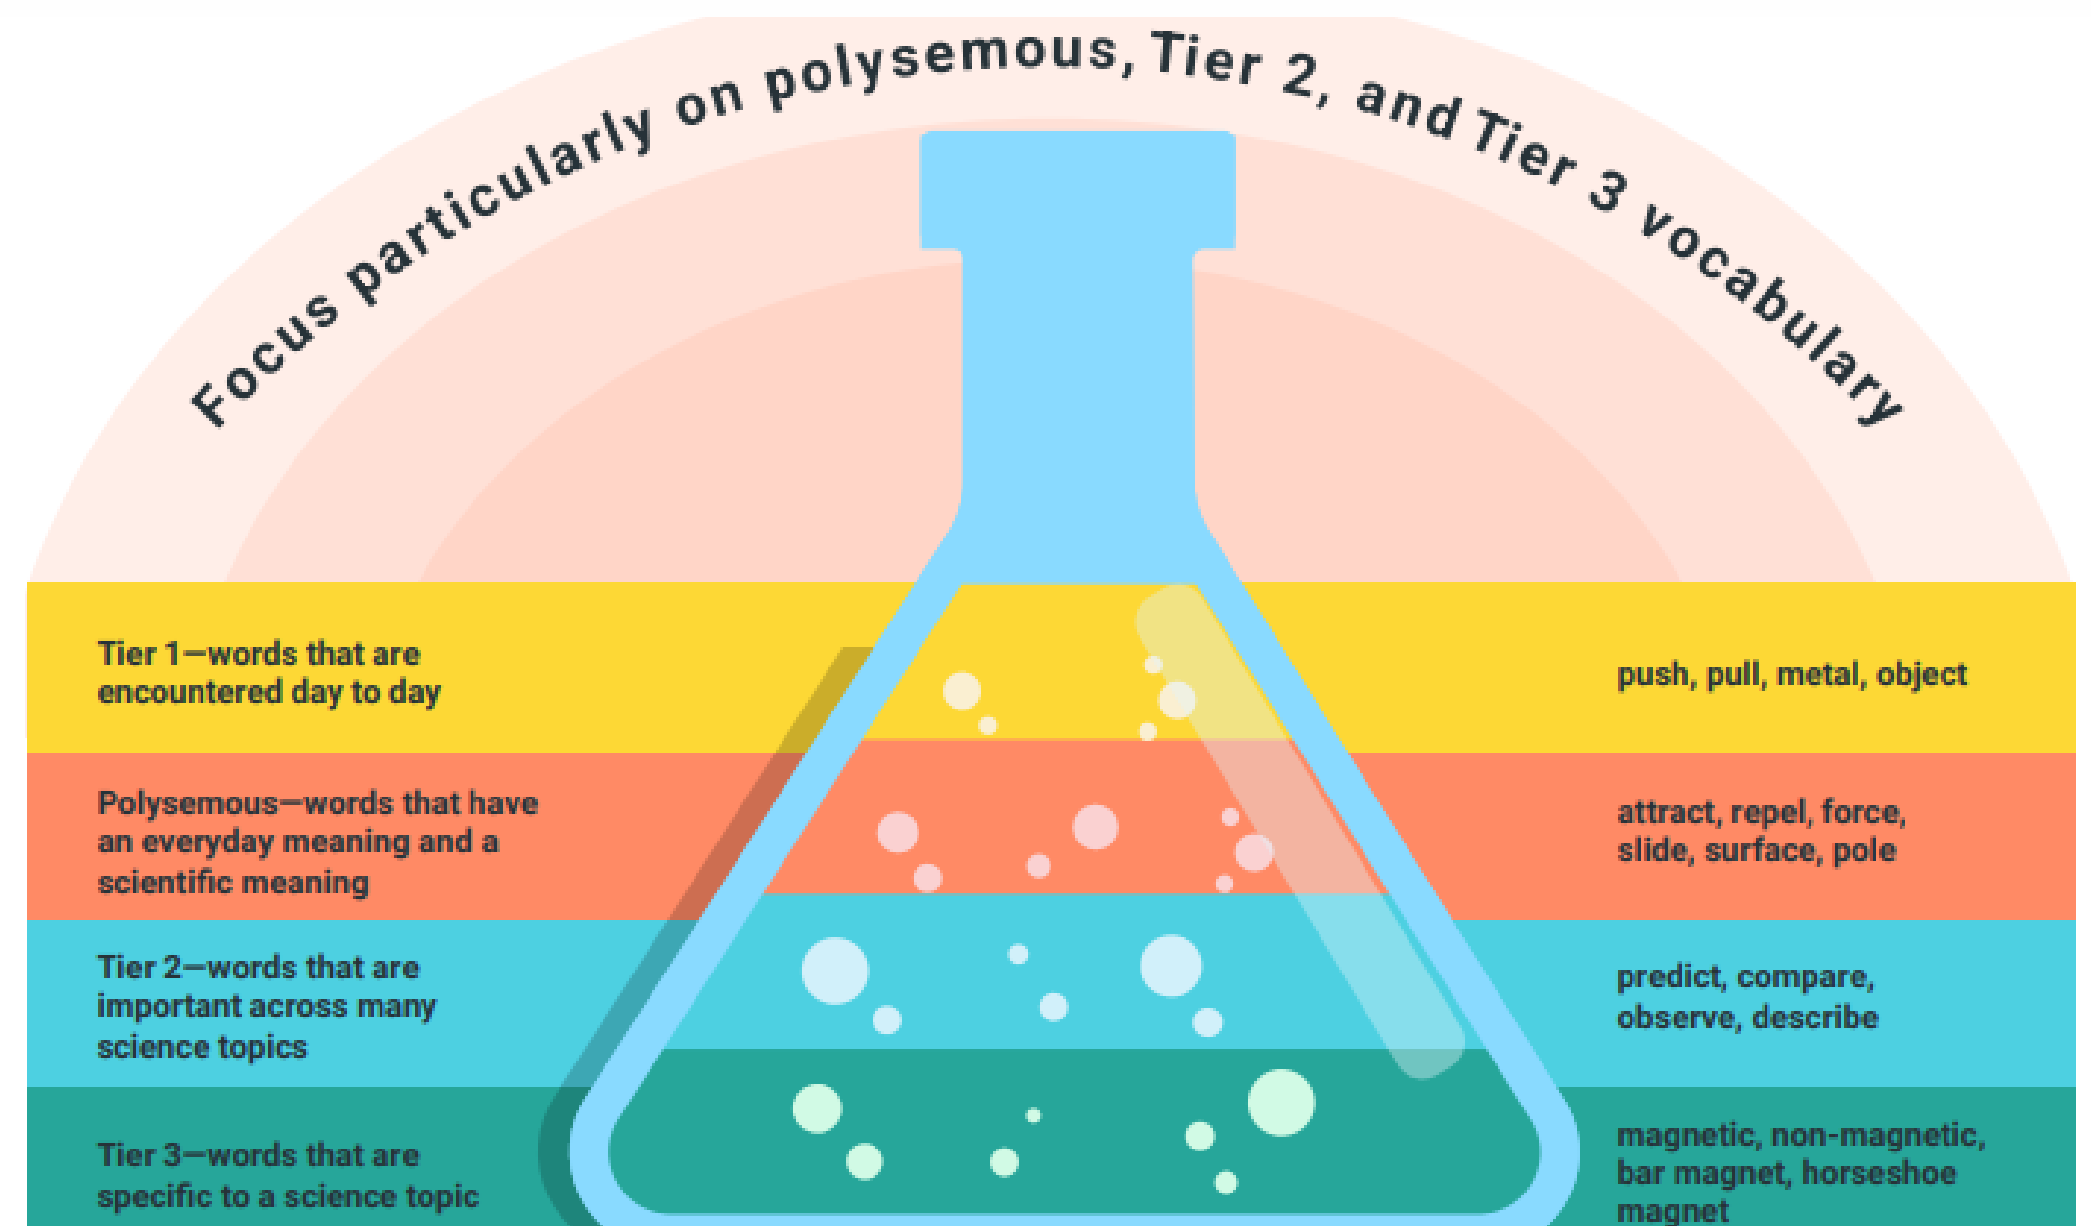 Focus particularly on polysemous, Tier 2, and Tier 3 vocabulary
Tier 1—words that are
encountered day to day
push, pull, metal, object
Polysemous—words that have
an everyday meaning and a
scientific meaning
attract, repel, force,
slide, surface, pole
Tier 2—words that are
important across many
science topics
predict, compare,
observe, describe
Tier 3—words that are
specific to a science topic
magnetic, non-magnetic,
bar magnet, horseshoe
magnet